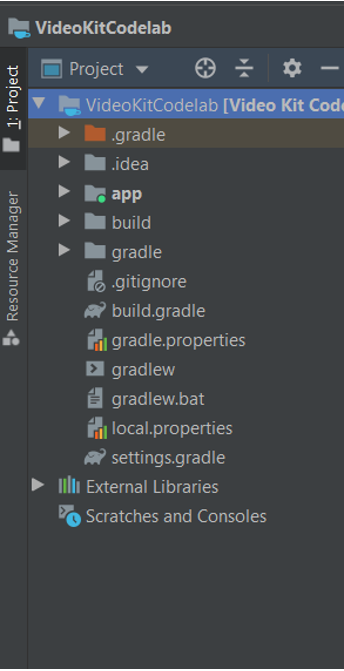 VideoKitCodelab
Project
1: Project
Resource Manager
VideoKitCodelab [Video Kit Code
.gradle
.idea
app
build
gradle
.gitignore
build.gradle
gradle.properties
gradlew
gradlew.bat
local.properties
settings.gradle
External Libraries
Scratches and Consoles